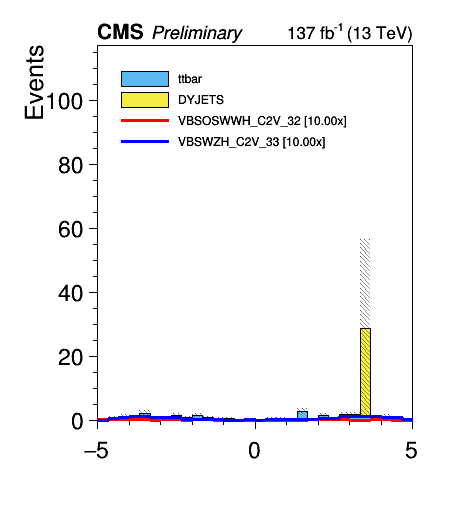 CMS Preliminary 137 fb-1 (13 TeV)
Events
ttbar
DYJETS
VBSOSWWH_C2V_32 [10.00x]
VBSWZH_C2V_33 [10.00x]
100
80
60
40
20
0
−5 0 5